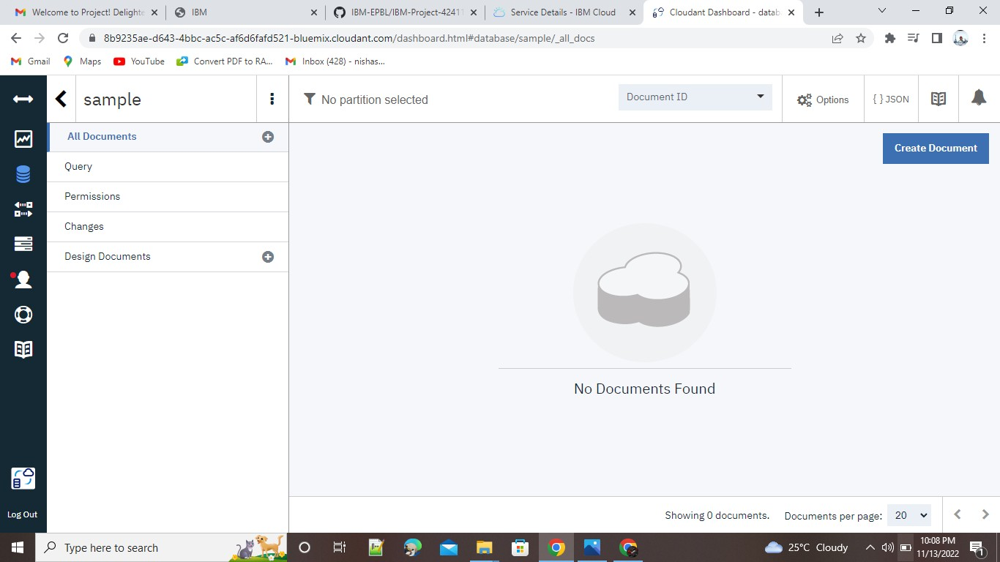 Welcome to Project! Delighte
IBM
IBM-EPBL/IBM-Project-42411
Service Details - IBM Cloud
Cloudant Dashboard - datab
8b9235ae-d643-4bbc-ac5c-af6d6fafd521-bluemix.cloudant.com/dashboard.html#database/sample/_all_docs
Gmail
Maps
YouTube
Convert PDF to RA...
Inbox (428) - nishas...
sample
No partition selected
Document ID
Options
{ } JSON
All Documents
Query
Permissions
Changes
Design Documents
Create Document
No Documents Found
Log Out
Showing 0 documents.
Documents per page:
20
Type here to search
25°C Cloudy
10:08 PM
11/13/2022
1